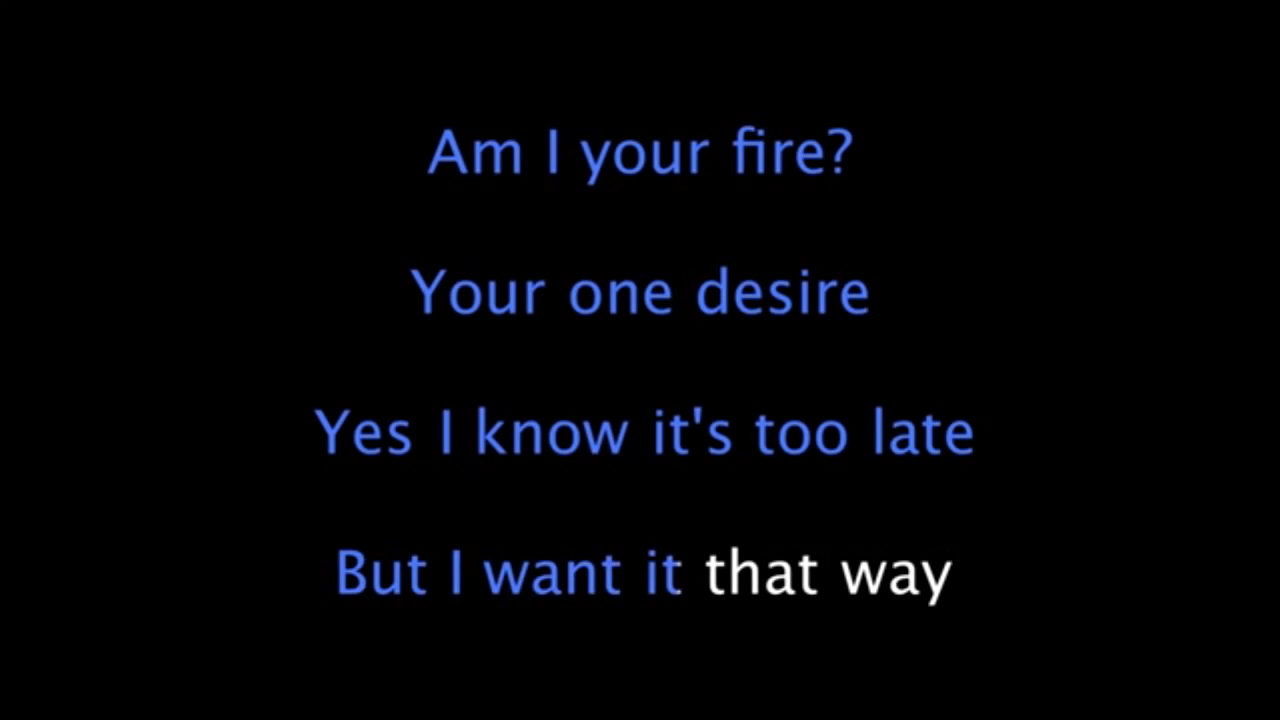 Am I your fire?
Your one desire
Yes I know it's too late
But I want it that way